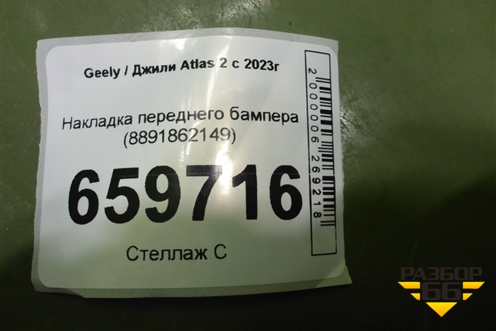 Geely / Джили Atlas 2 с 2023г
Накладка переднего бампера
(8891862149)
659716
Стеллаж С
2000006269218
РАЗБОР
66